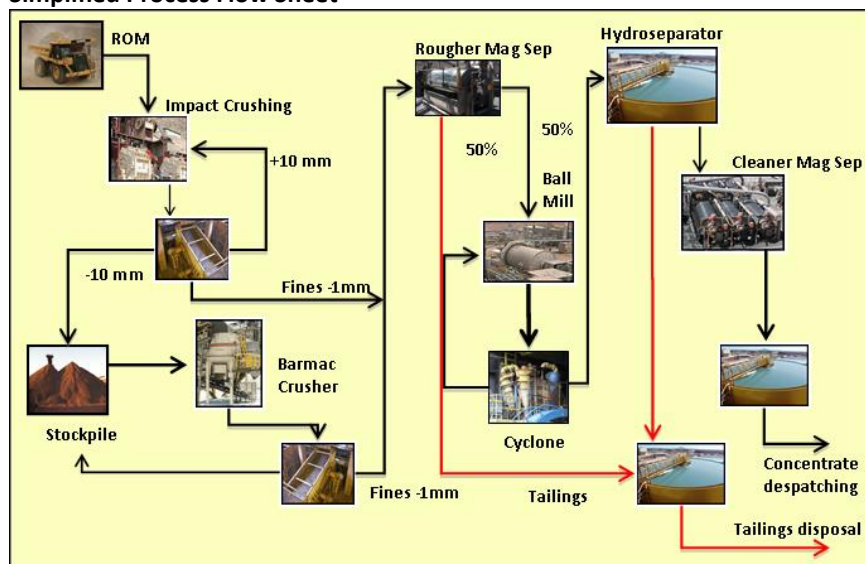 Simplified Process Flow Sheet
ROM
Impact Crushing
+10 mm
-10 mm
Fines -1mm
Stockpile
Barmac
Crusher
Fines -1mm
Rougher Mag Sep
50%
50%
Ball
Mill
Cyclone
Tailings
Hydroseparator
Cleaner Mag Sep
Concentrate
despatching
Tailings disposal